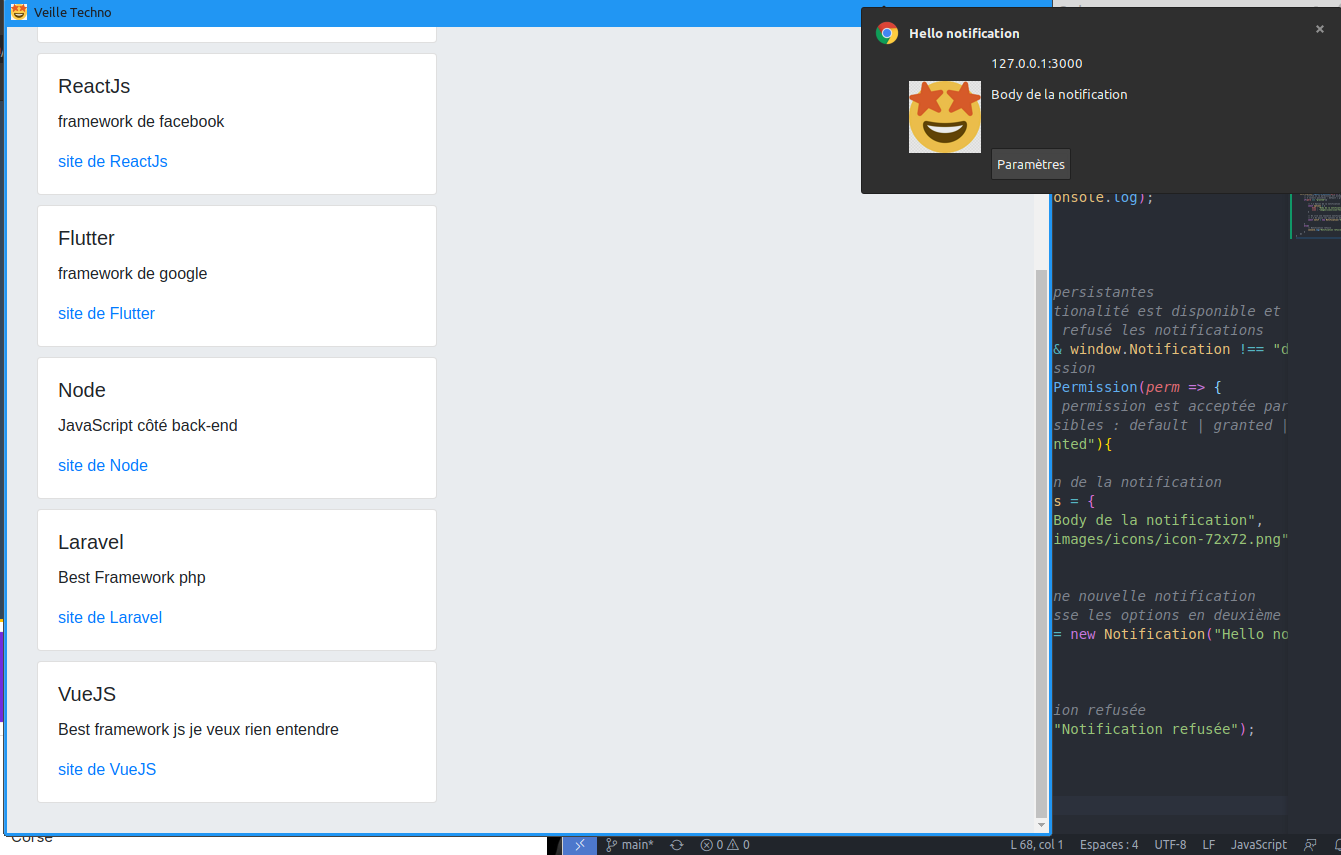 Veille Techno
ReactJs
framework de facebook
site de ReactJs
Flutter
framework de google
site de Flutter
Node
JavaScript côté back-end
site de Node
Laravel
Best Framework php
site de Laravel
VueJS
Best framework js je veux rien entendre
site de VueJS
Hello notification
×
127.0.0.1:3000
Body de la notification
Paramètres
onsole.log);
persistantes
tionalité est disponible et
refusé les notifications
& window.Notification !== "d
ssion
Permission(perm => {
permission est acceptée par
sibles : default | granted |
nted"){
n de la notification
s = {
Body de la notification",
images/icons/icon-72x72.png"
ne nouvelle notification
sse les options en deuxième
= new Notification("Hello no
ion refusée
"Notification refusée");
Corse
main* 0 0 L 68, col 1 Espaces : 4 UTF-8 LF JavaScript